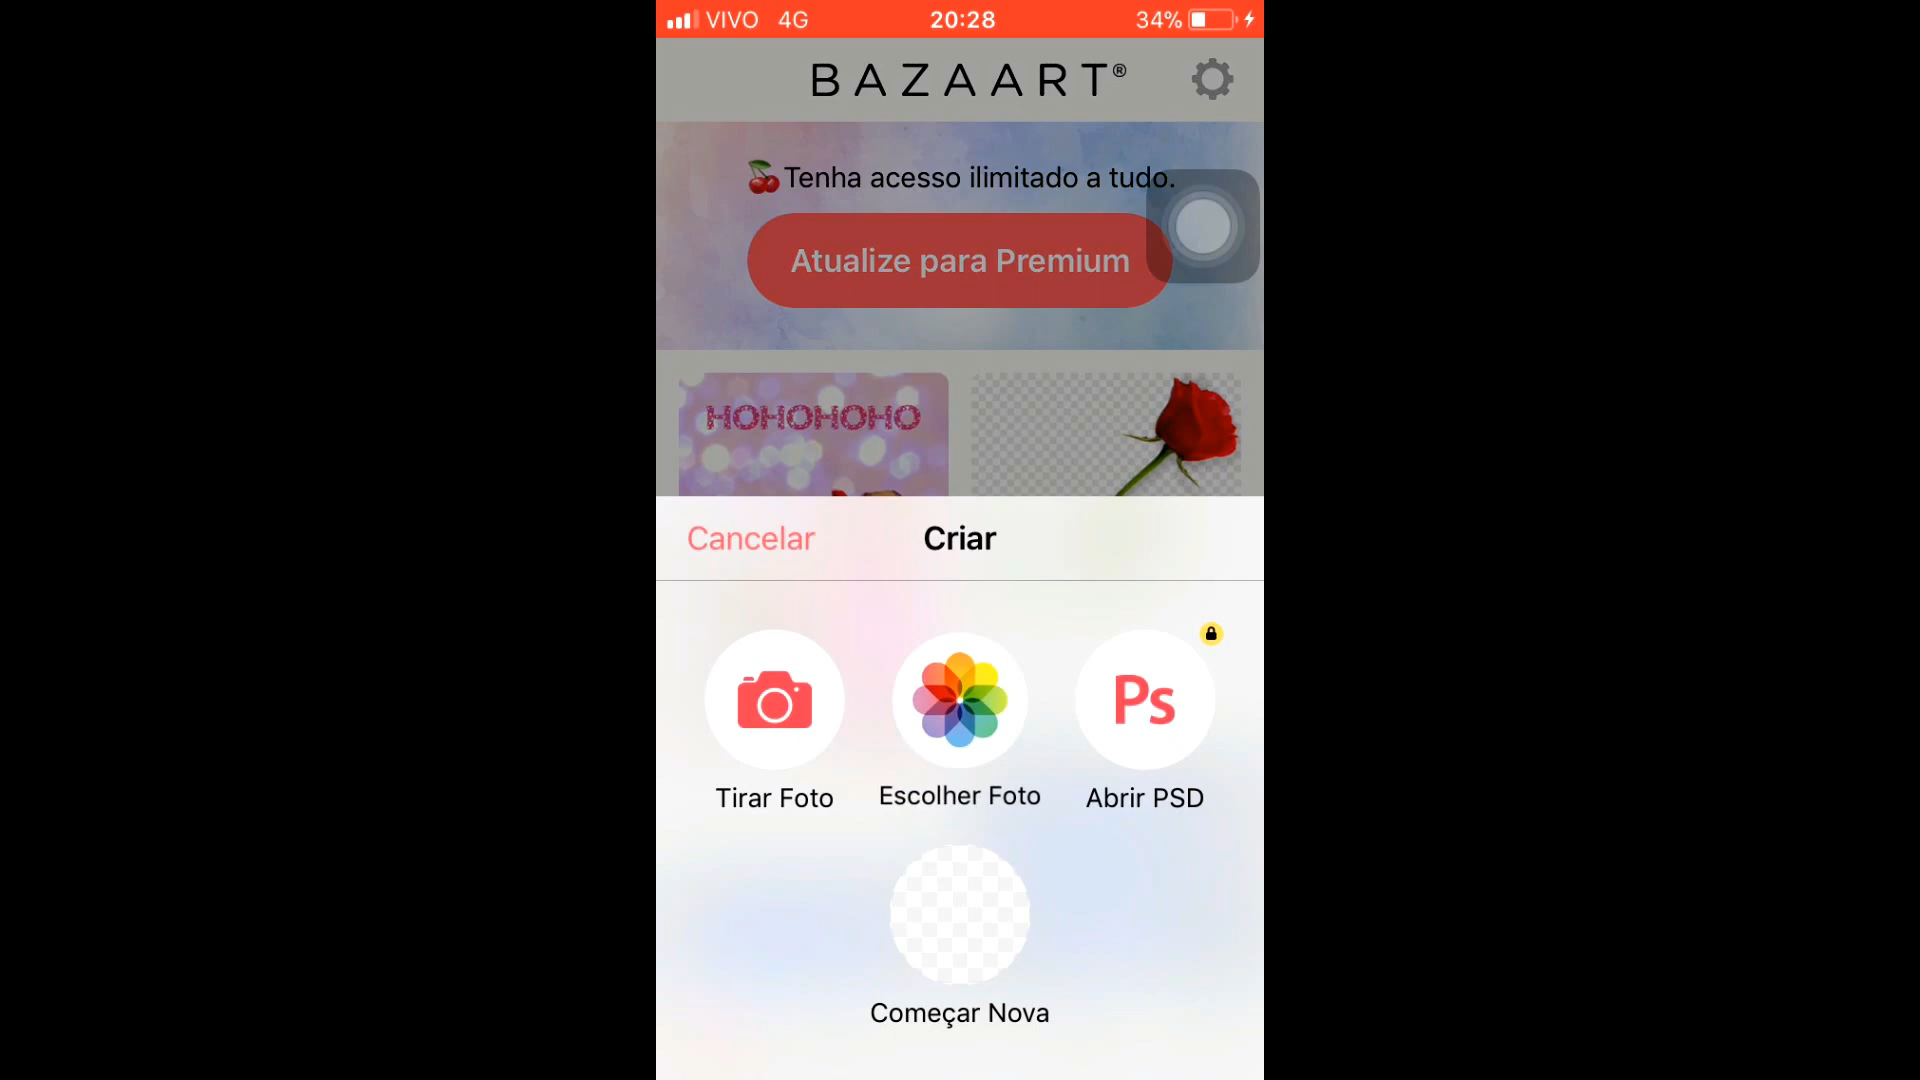 VIVO 4G 20:28 34%
BAZAART®
Tenha acesso ilimitado a tudo.
Atualize para Premium
HOHOHOHO
Cancelar Criar
Ps
Tirar Foto Escolher Foto Abrir PSD
Começar Nova